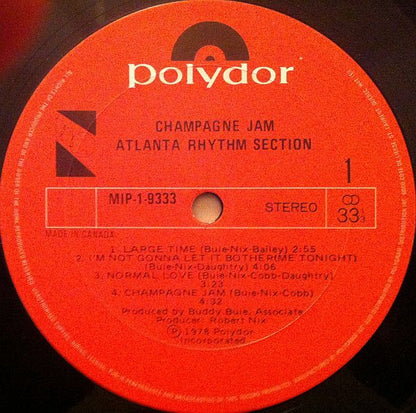 polydor
CHAMPAGNE JAM
ATLANTA RHYTHM SECTION
1
MIP-1-9333
STEREO
33⅓
MADE IN CANADA
1. LARGE TIME (Buie-Nix-Bailey) 2:55
2. I'M NOT GONNA LET IT BOTHER(ME TONIGHT)
(Buie-Nix-Daughtry) 4:06
3. NORMAL LOVE (Buie-Nix-Cobb-Daughtry)
3:23
4. CHAMPAGNE JAM (Buie-Nix-Cobb)
4:32
Produced by Buddy Buie, Associate
Producer: Robert Nix
Ⓟ1978 Polydor
Incorporated